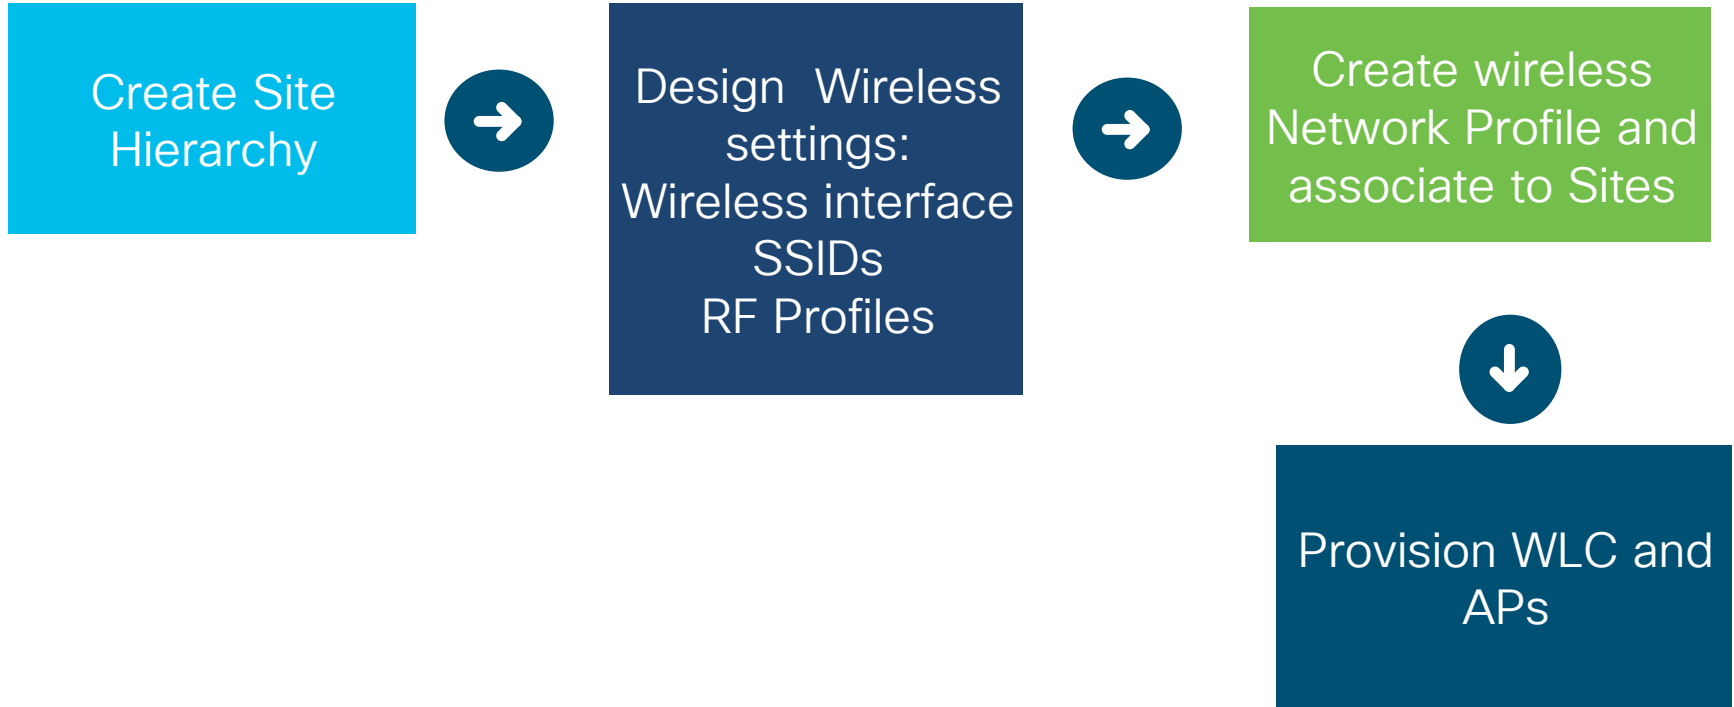 Create Site
Hierarchy
Design  Wireless
settings:
Wireless interface
SSIDs
RF Profiles
Create wireless
Network Profile and
associate to Sites
Provision WLC and
APs